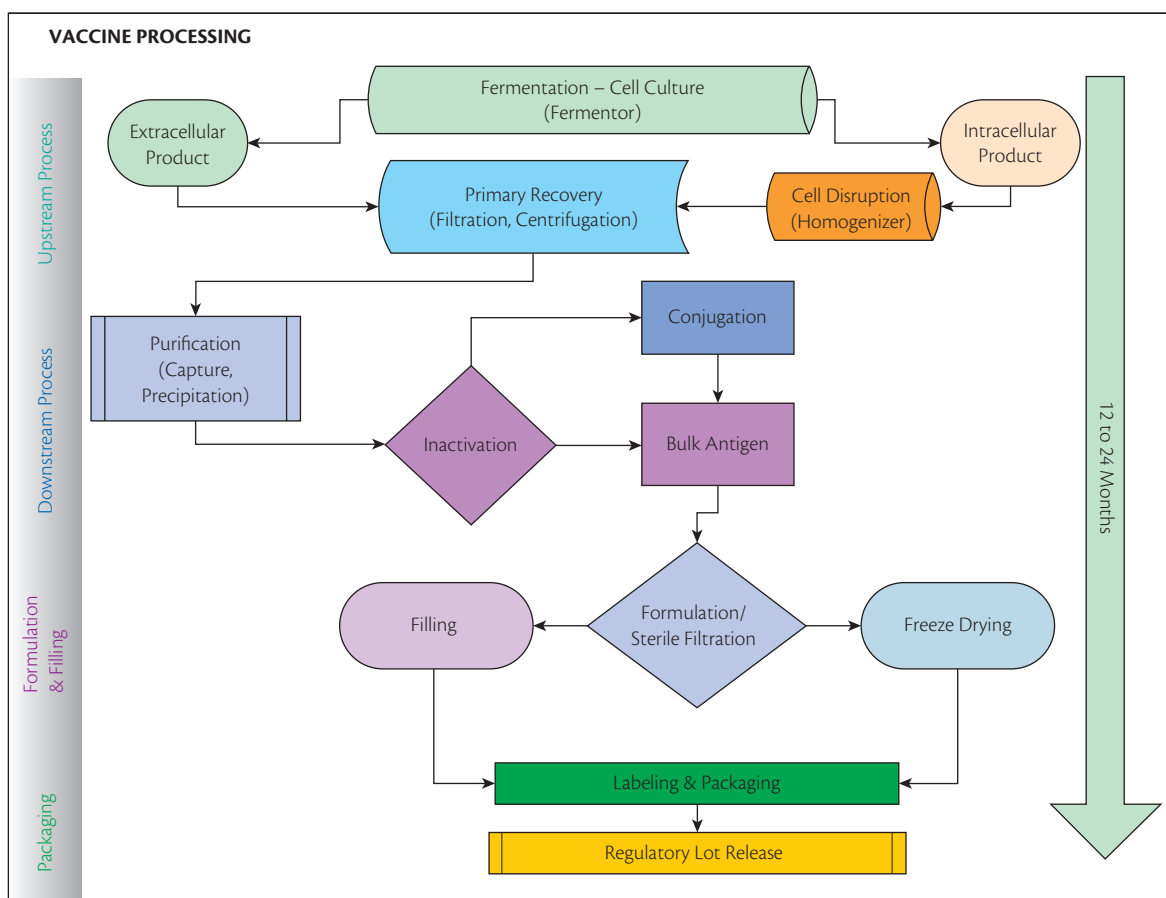 VACCINE PROCESSING
Fermentation – Cell Culture
(Fermentor)
Extracellular
Product
Intracellular
Product
Upstream Process
Primary Recovery
(Filtration, Centrifugation)
Cell Disruption
(Homogenizer)
Purification
(Capture,
Precipitation)
Conjugation
Downstream Process
Inactivation
Bulk Antigen
12 to 24 Months
Formulation
& Filling
Filling
Formulation/
Sterile Filtration
Freeze Drying
Packaging
Labeling & Packaging
Regulatory Lot Release